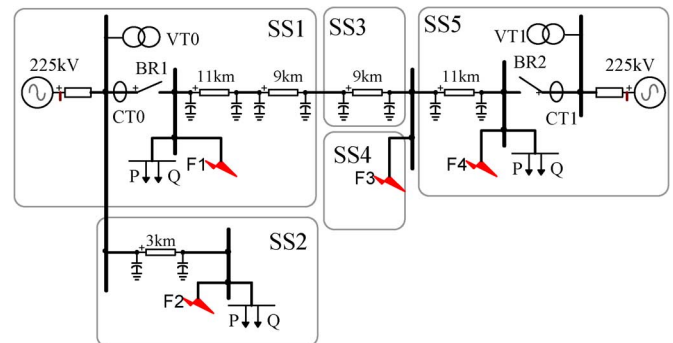 SS1
SS3
SS5
VT0
VT1
225kV
BR1
11km
9km
9km
11km
BR2
225kV
CT0
CT1
P
Q
F1
SS4
F3
F4
P
Q
SS2
3km
F2
P
Q